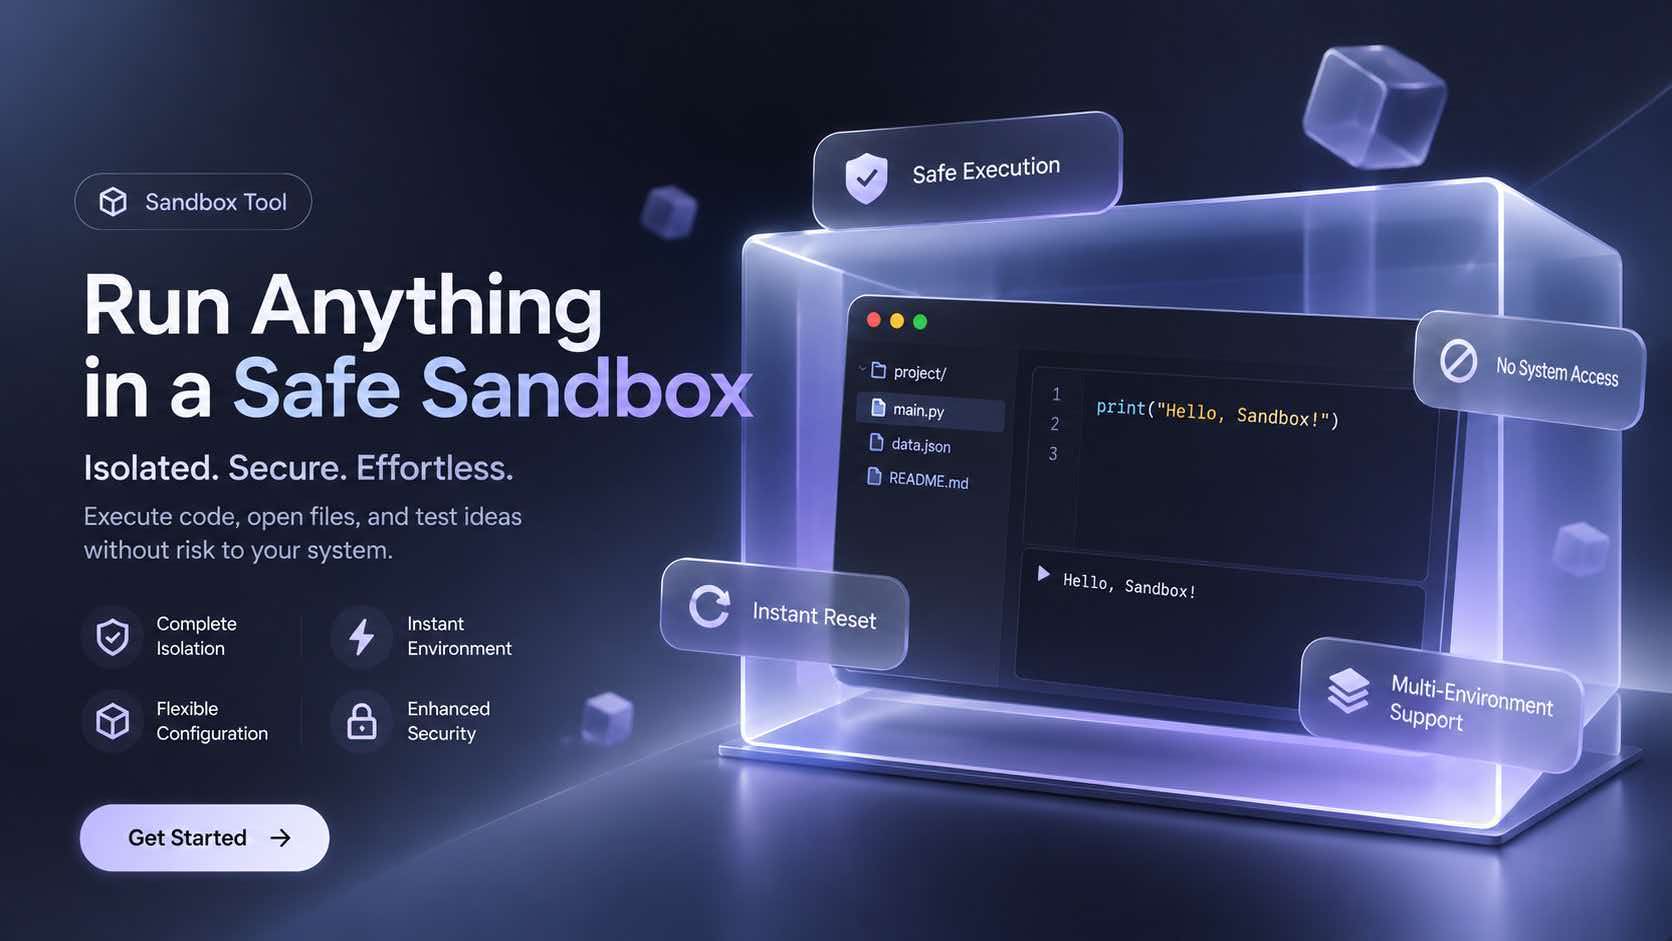 Sandbox Tool
Run Anything
in a Safe Sandbox
Isolated. Secure. Effortless.
Execute code, open files, and test ideas
without risk to your system.
Complete
Isolation
Instant
Environment
Flexible
Configuration
Enhanced
Security
Get Started
Safe Execution
No System Access
project/
main.py
data.json
README.md
1
2
3
print("Hello, Sandbox!")
Hello, Sandbox!
Instant Reset
Multi-Environment
Support